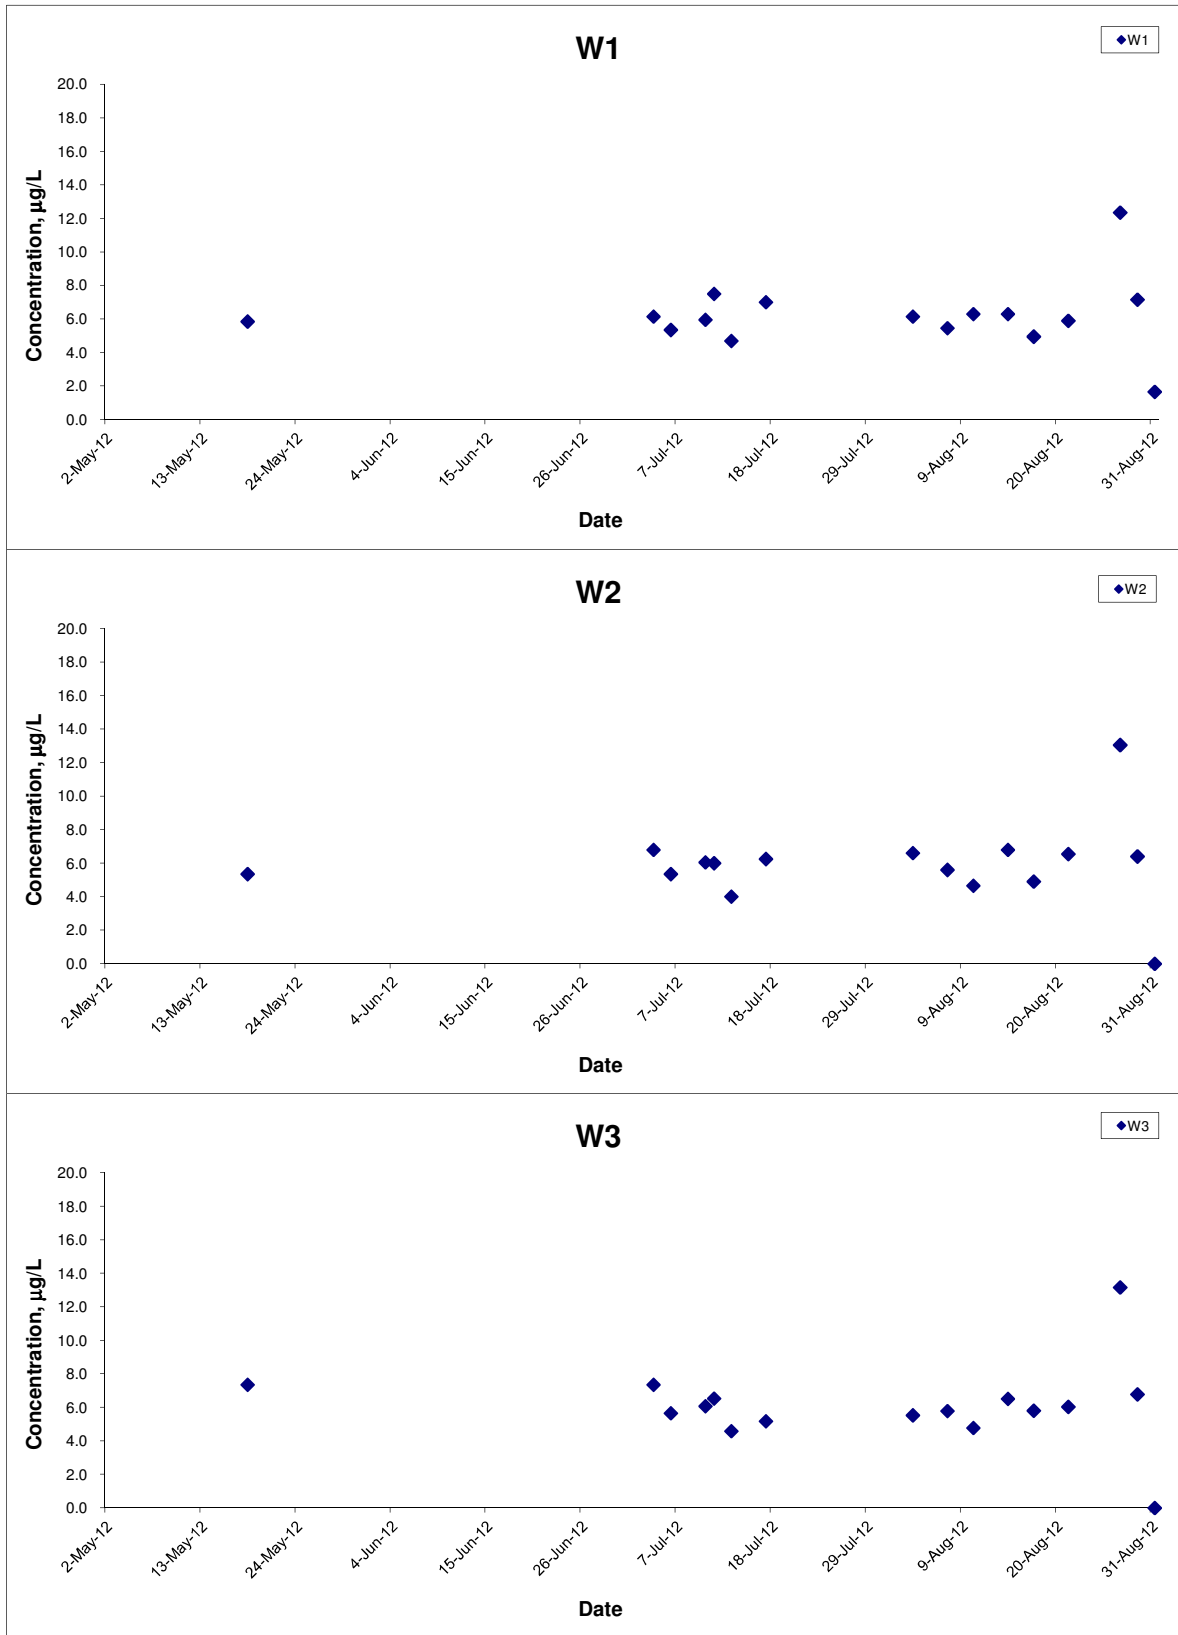 W1
W1
20.0
18.0
16.0
14.0
12.0
10.0
8.0
6.0
4.0
2.0
0.0
Concentration, µg/L
2-May-12
13-May-12
24-May-12
4-Jun-12
15-Jun-12
26-Jun-12
7-Jul-12
18-Jul-12
29-Jul-12
9-Aug-12
20-Aug-12
31-Aug-12
Date
W2
W2
20.0
18.0
16.0
14.0
12.0
10.0
8.0
6.0
4.0
2.0
0.0
Concentration, µg/L
2-May-12
13-May-12
24-May-12
4-Jun-12
15-Jun-12
26-Jun-12
7-Jul-12
18-Jul-12
29-Jul-12
9-Aug-12
20-Aug-12
31-Aug-12
Date
W3
W3
20.0
18.0
16.0
14.0
12.0
10.0
8.0
6.0
4.0
2.0
0.0
Concentration, µg/L
2-May-12
13-May-12
24-May-12
4-Jun-12
15-Jun-12
26-Jun-12
7-Jul-12
18-Jul-12
29-Jul-12
9-Aug-12
20-Aug-12
31-Aug-12
Date